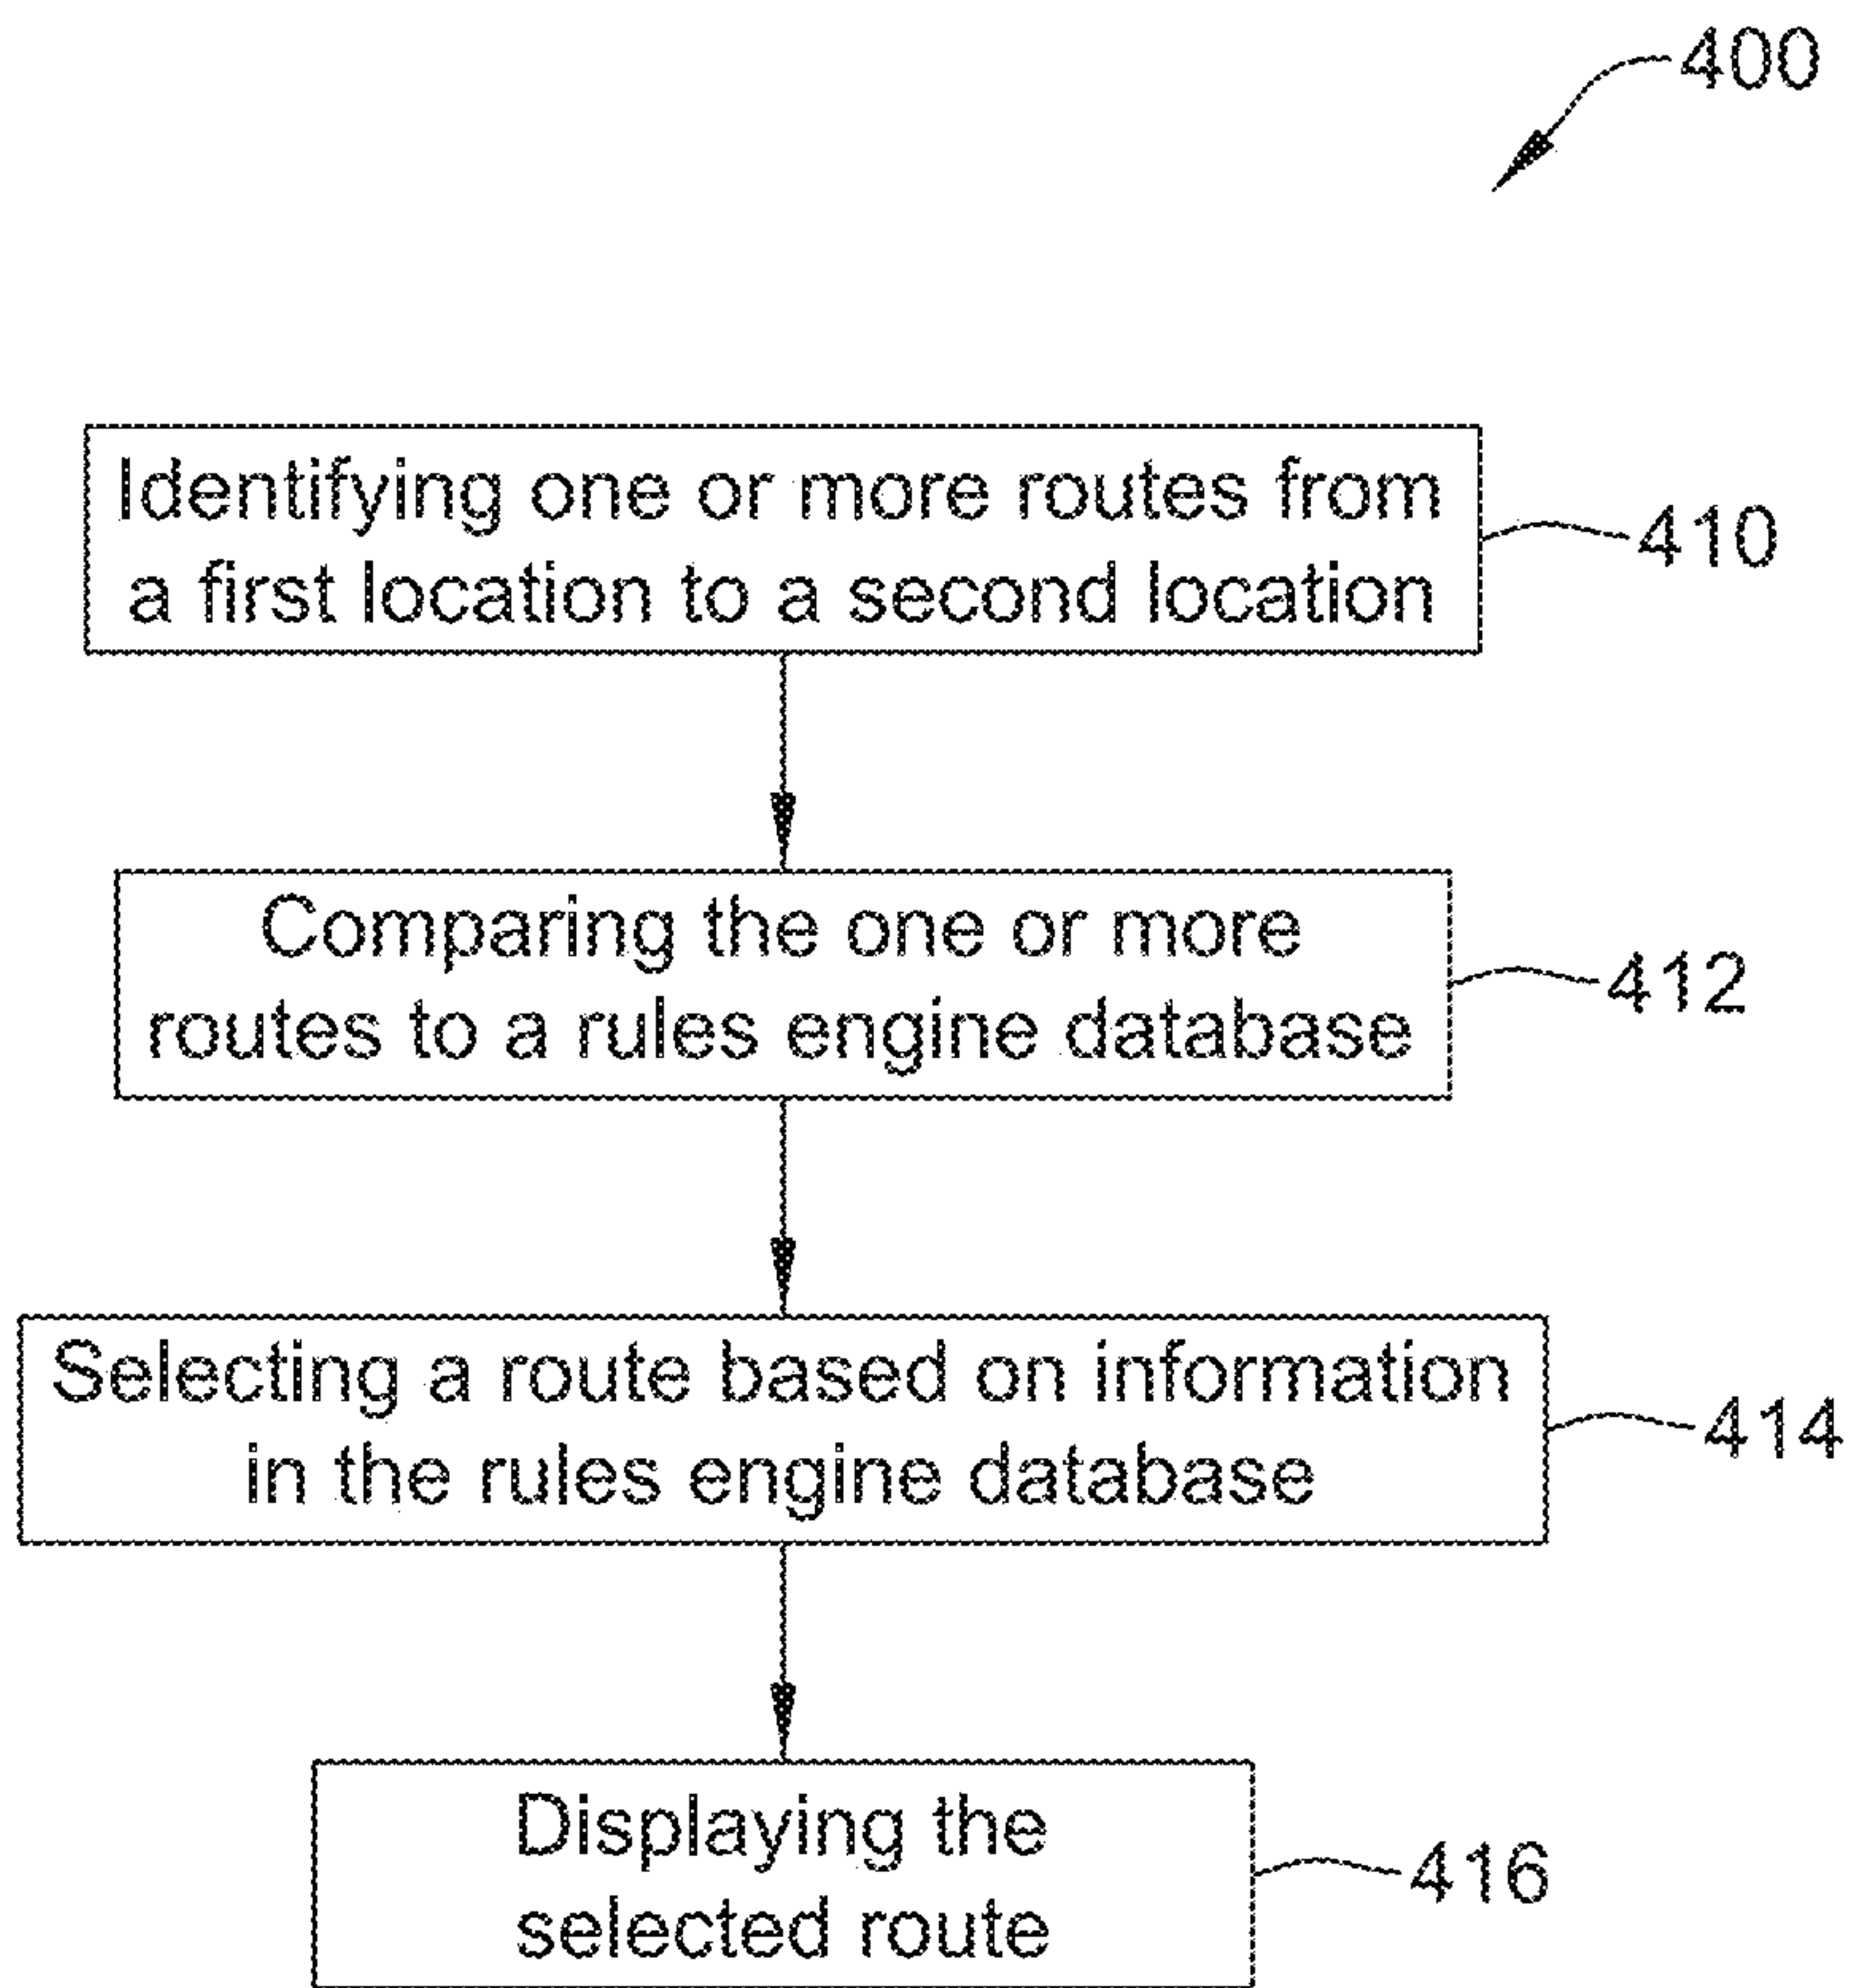 400
Identifying one or more routes from
a first location to a second location
410
Comparing the one or more
routes to a rules engine database
412
Selecting a route based on information
in the rules engine database
414
Displaying the
selected route
416